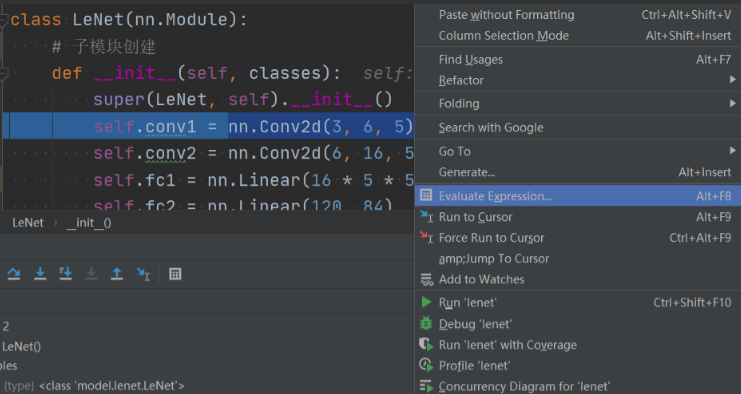 class LeNet(nn.Module):
# 子模块创建
def __init__(self, classes): self:
super(LeNet, self).__init__()
self.conv1 = nn.Conv2d(3, 6, 5)
self.conv2 = nn.Conv2d(6, 16, 5
self.fc1 = nn.Linear(16 * 5 * 5
self.fc2 = nn.Linear(120, 84)
LeNet › __init__()
2
LeNet()
bles
(type) <class 'model.lenet.LeNet'>
Paste without Formatting Ctrl+Alt+Shift+V
Column Selection Mode Alt+Shift+Insert
Find Usages Alt+F7
Refactor
Folding
Search with Google
Go To
Generate... Alt+Insert
Evaluate Expression... Alt+F8
Run to Cursor Alt+F9
Force Run to Cursor Ctrl+Alt+F9
amp;Jump To Cursor
Add to Watches
Run 'lenet' Ctrl+Shift+F10
Debug 'lenet'
Run 'lenet' with Coverage
Profile 'lenet'
Concurrency Diagram for 'lenet'